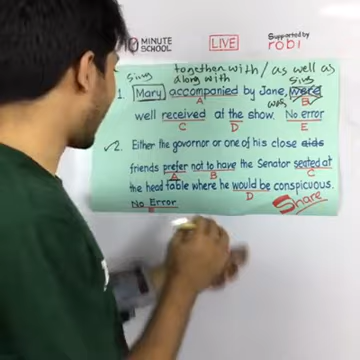 10 MINUTE
SCHOOL
LIVE
Supported by
robi
together with / as well as
Sing
along with
Sing
1. Mary accompanied by Jane, were
A
was
B
well received at the show. No error
C D E
2. Either the governor or one of his close aids
friends prefer not to have the Senator seated at
A B C
the head table where he would be conspicuous.
D
No Error
E
Share